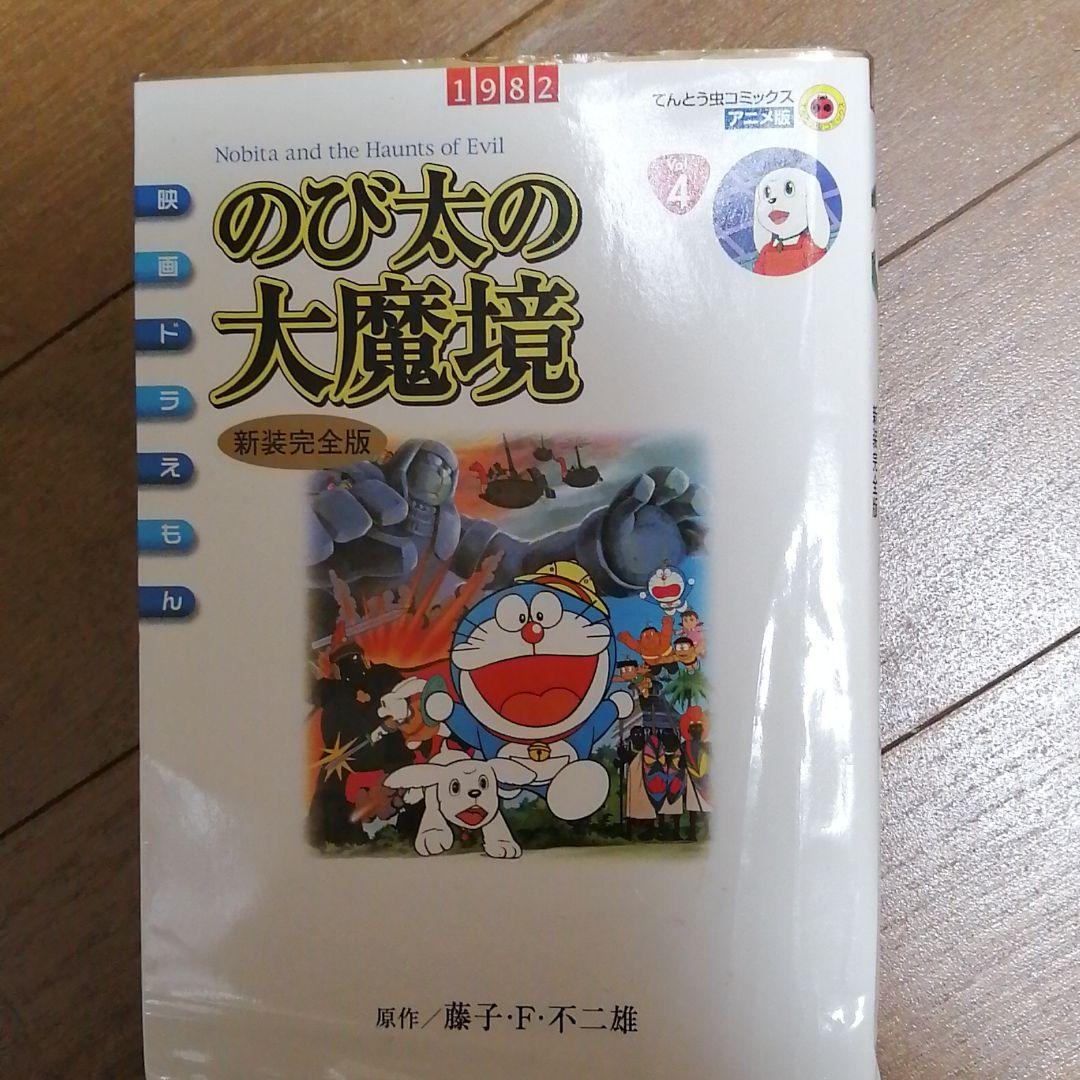 1982
てんとう虫コミックス
アニメ版
Nobita and the Haunts of Evil
Vol.
4
のび太の
大魔境
新装完全版
映画ドラえもん
原作／藤子・F・不二雄